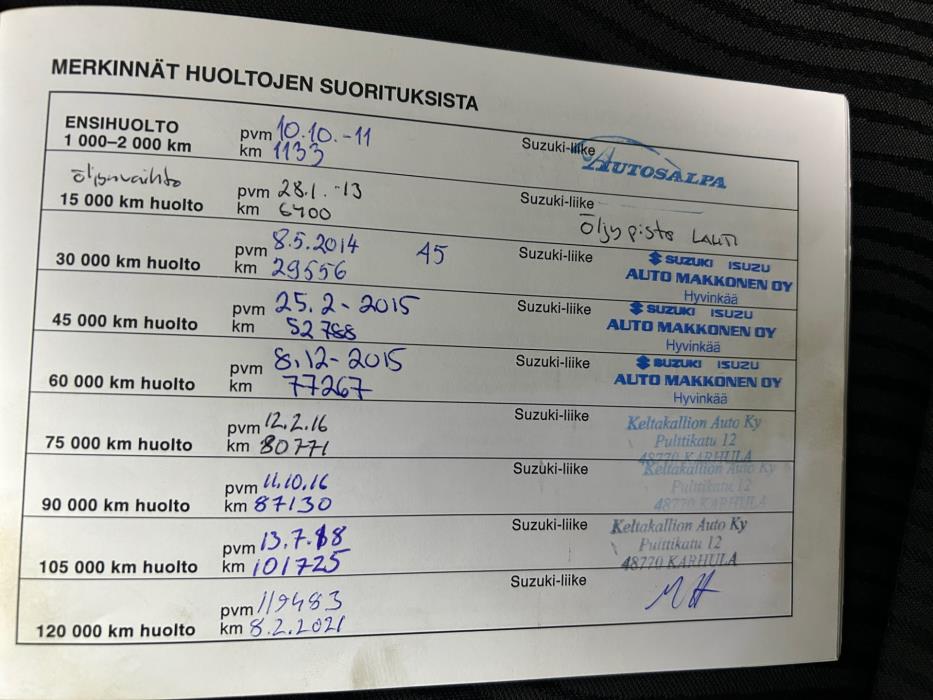 MERKINNÄT HUOLTOJEN SUORITUKSISTA
ENSIHUOLTO
1 000–2 000 km
pvm 10.10.-11
km 1133
Suzuki-liike
AUTOSALPA
öljynvaihto
15 000 km huolto
pvm 28.1.-13
km 6400
Suzuki-liike
Öljypiste LAHTI
30 000 km huolto
pvm 8.5.2014
km 29556
45
Suzuki-liike
SUZUKI ISUZU
AUTO MAKKONEN OY
Hyvinkää
45 000 km huolto
pvm 25.2-2015
km 52788
Suzuki-liike
SUZUKI ISUZU
AUTO MAKKONEN OY
Hyvinkää
60 000 km huolto
pvm 8.12-2015
km 77267
Suzuki-liike
SUZUKI ISUZU
AUTO MAKKONEN OY
Hyvinkää
75 000 km huolto
pvm 12.2.16
km 80771
Suzuki-liike
Keltakallion Auto Ky
Pulttikatu 12
48770 KARHULA
90 000 km huolto
pvm 11.10.16
km 87130
Suzuki-liike
Keltakallion Auto Ky
Pulttikatu 12
48770 KARHULA
105 000 km huolto
pvm 13.7.18
km 101725
Suzuki-liike
Keltakallion Auto Ky
Pulttikatu 12
48770 KARHULA
120 000 km huolto
pvm 119483
km 8.2.2021
Suzuki-liike